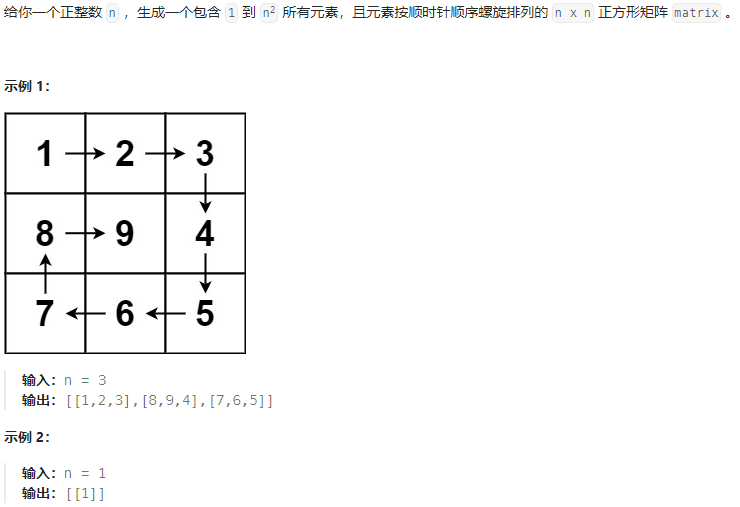 给你一个正整数 n ，生成一个包含 1 到 n² 所有元素，且元素按顺时针顺序螺旋排列的 n x n 正方形矩阵 matrix 。
示例 1：
1 2 3
8 9 4
7 6 5
输入：n = 3
输出：[[1,2,3],[8,9,4],[7,6,5]]
示例 2：
输入：n = 1
输出：[[1]]